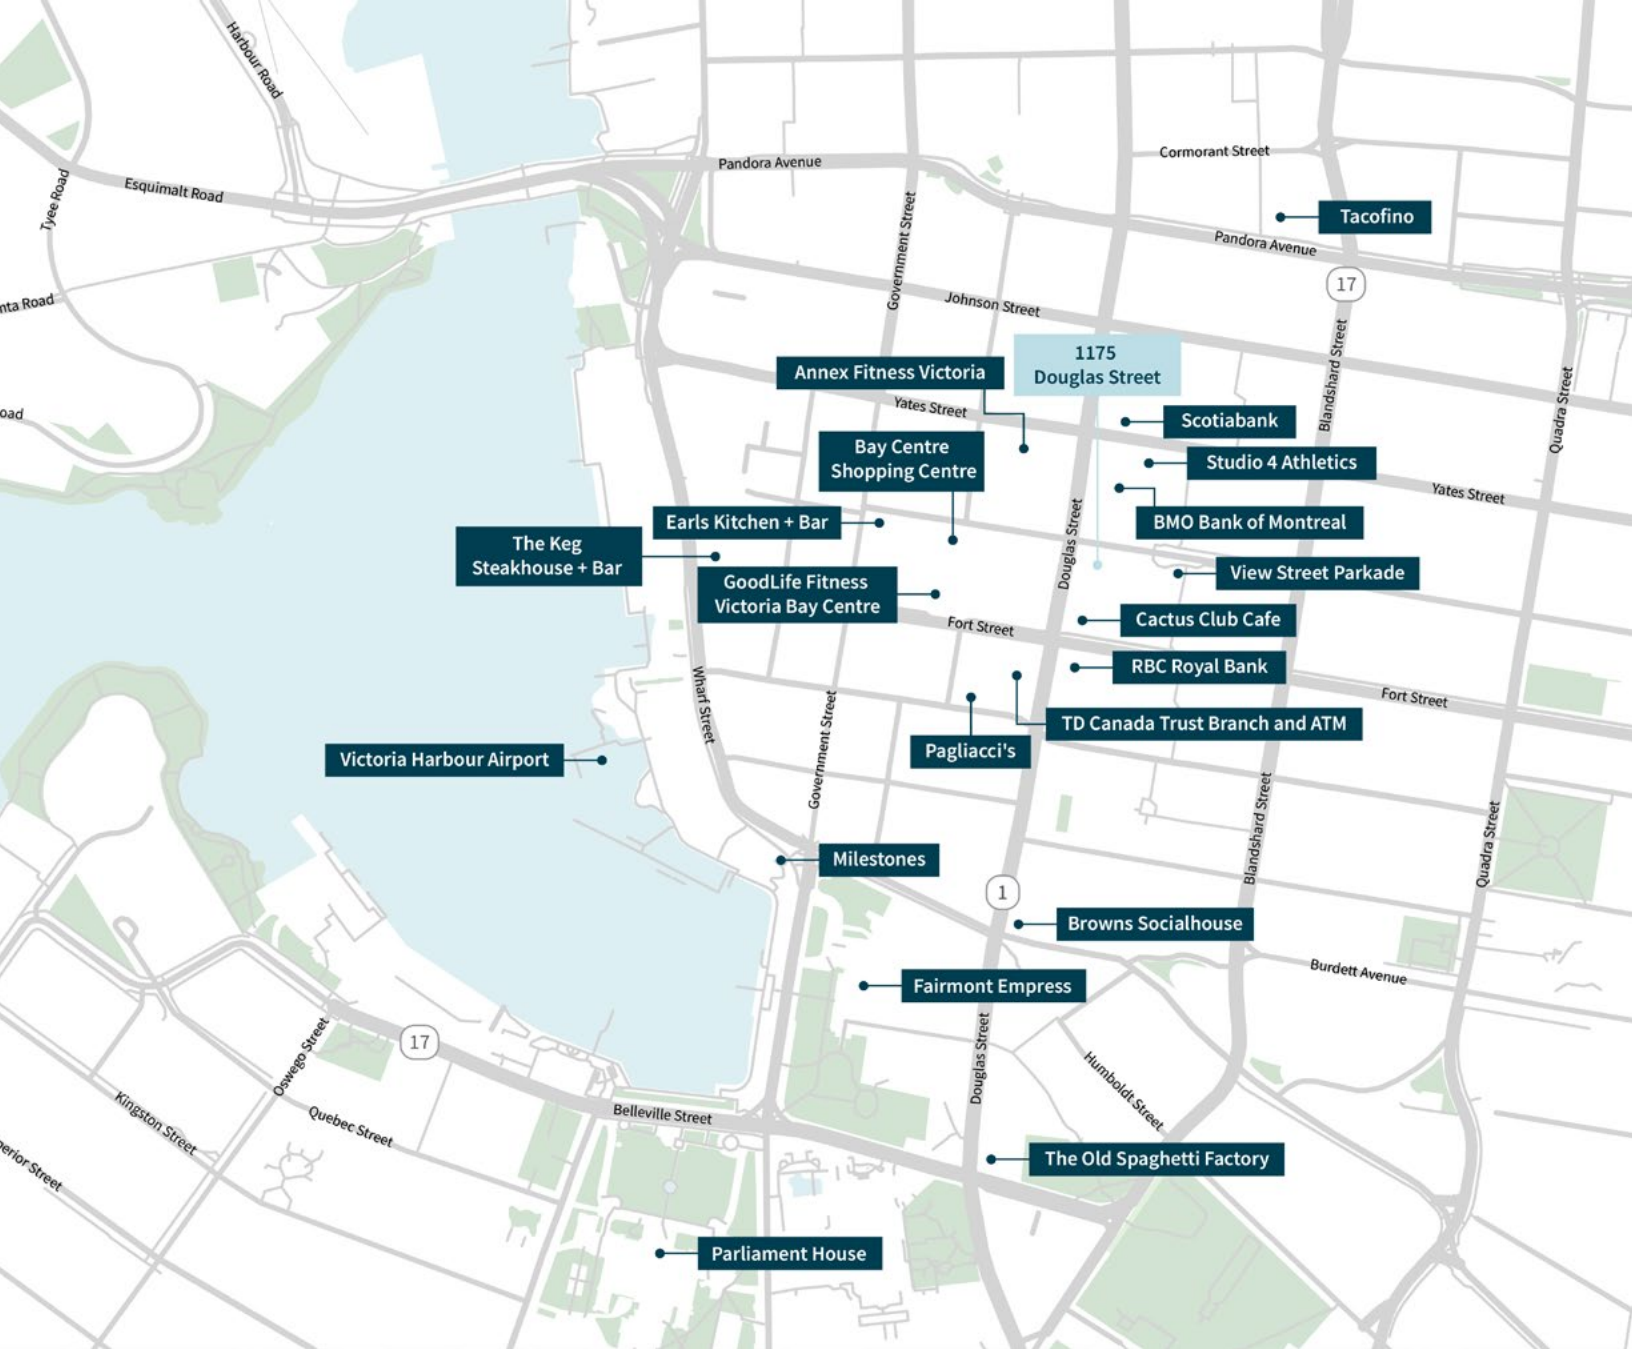 Harbour Road
Cormorant Street
Pandora Avenue
Esquimalt Road
Tyee Road
Tacofino
Pandora Avenue
Government Street
17
nta Road
Johnson Street
1175
Douglas Street
Annex Fitness Victoria
Blandshard Street
Quadra Street
oad
Yates Street
Scotiabank
Bay Centre
Shopping Centre
Studio 4 Athletics
Yates Street
Earls Kitchen + Bar
BMO Bank of Montreal
Douglas Street
The Keg
Steakhouse + Bar
View Street Parkade
GoodLife Fitness
Victoria Bay Centre
Cactus Club Cafe
Fort Street
RBC Royal Bank
Fort Street
Wharf Street
TD Canada Trust Branch and ATM
Government Street
Pagliacci's
Victoria Harbour Airport
Blandshard Street
Quadra Street
Milestones
1
Browns Socialhouse
Burdett Avenue
Fairmont Empress
17
Oswego Street
Douglas Street
Humboldt Street
Belleville Street
Kingston Street
Quebec Street
perior Street
The Old Spaghetti Factory
Parliament House